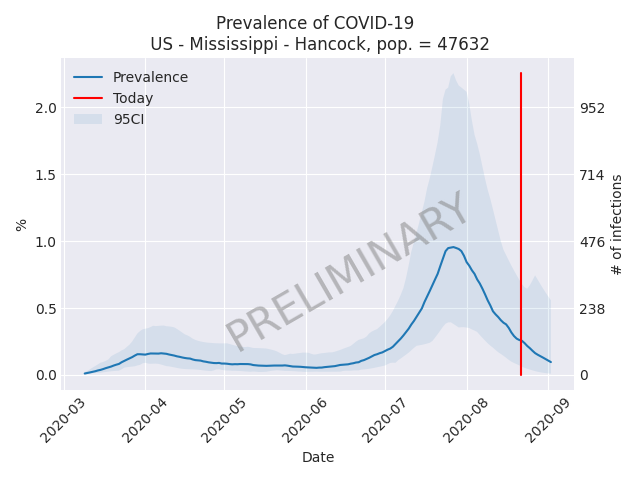 Prevalence of COVID-19
US - Mississippi - Hancock, pop. = 47632
Prevalence
Today
95CI
PRELIMINARY
%
2.0
1.5
1.0
0.5
0.0
952
714
476
238
0
# of infections
2020-03
2020-04
2020-05
2020-06
2020-07
2020-08
2020-09
Date